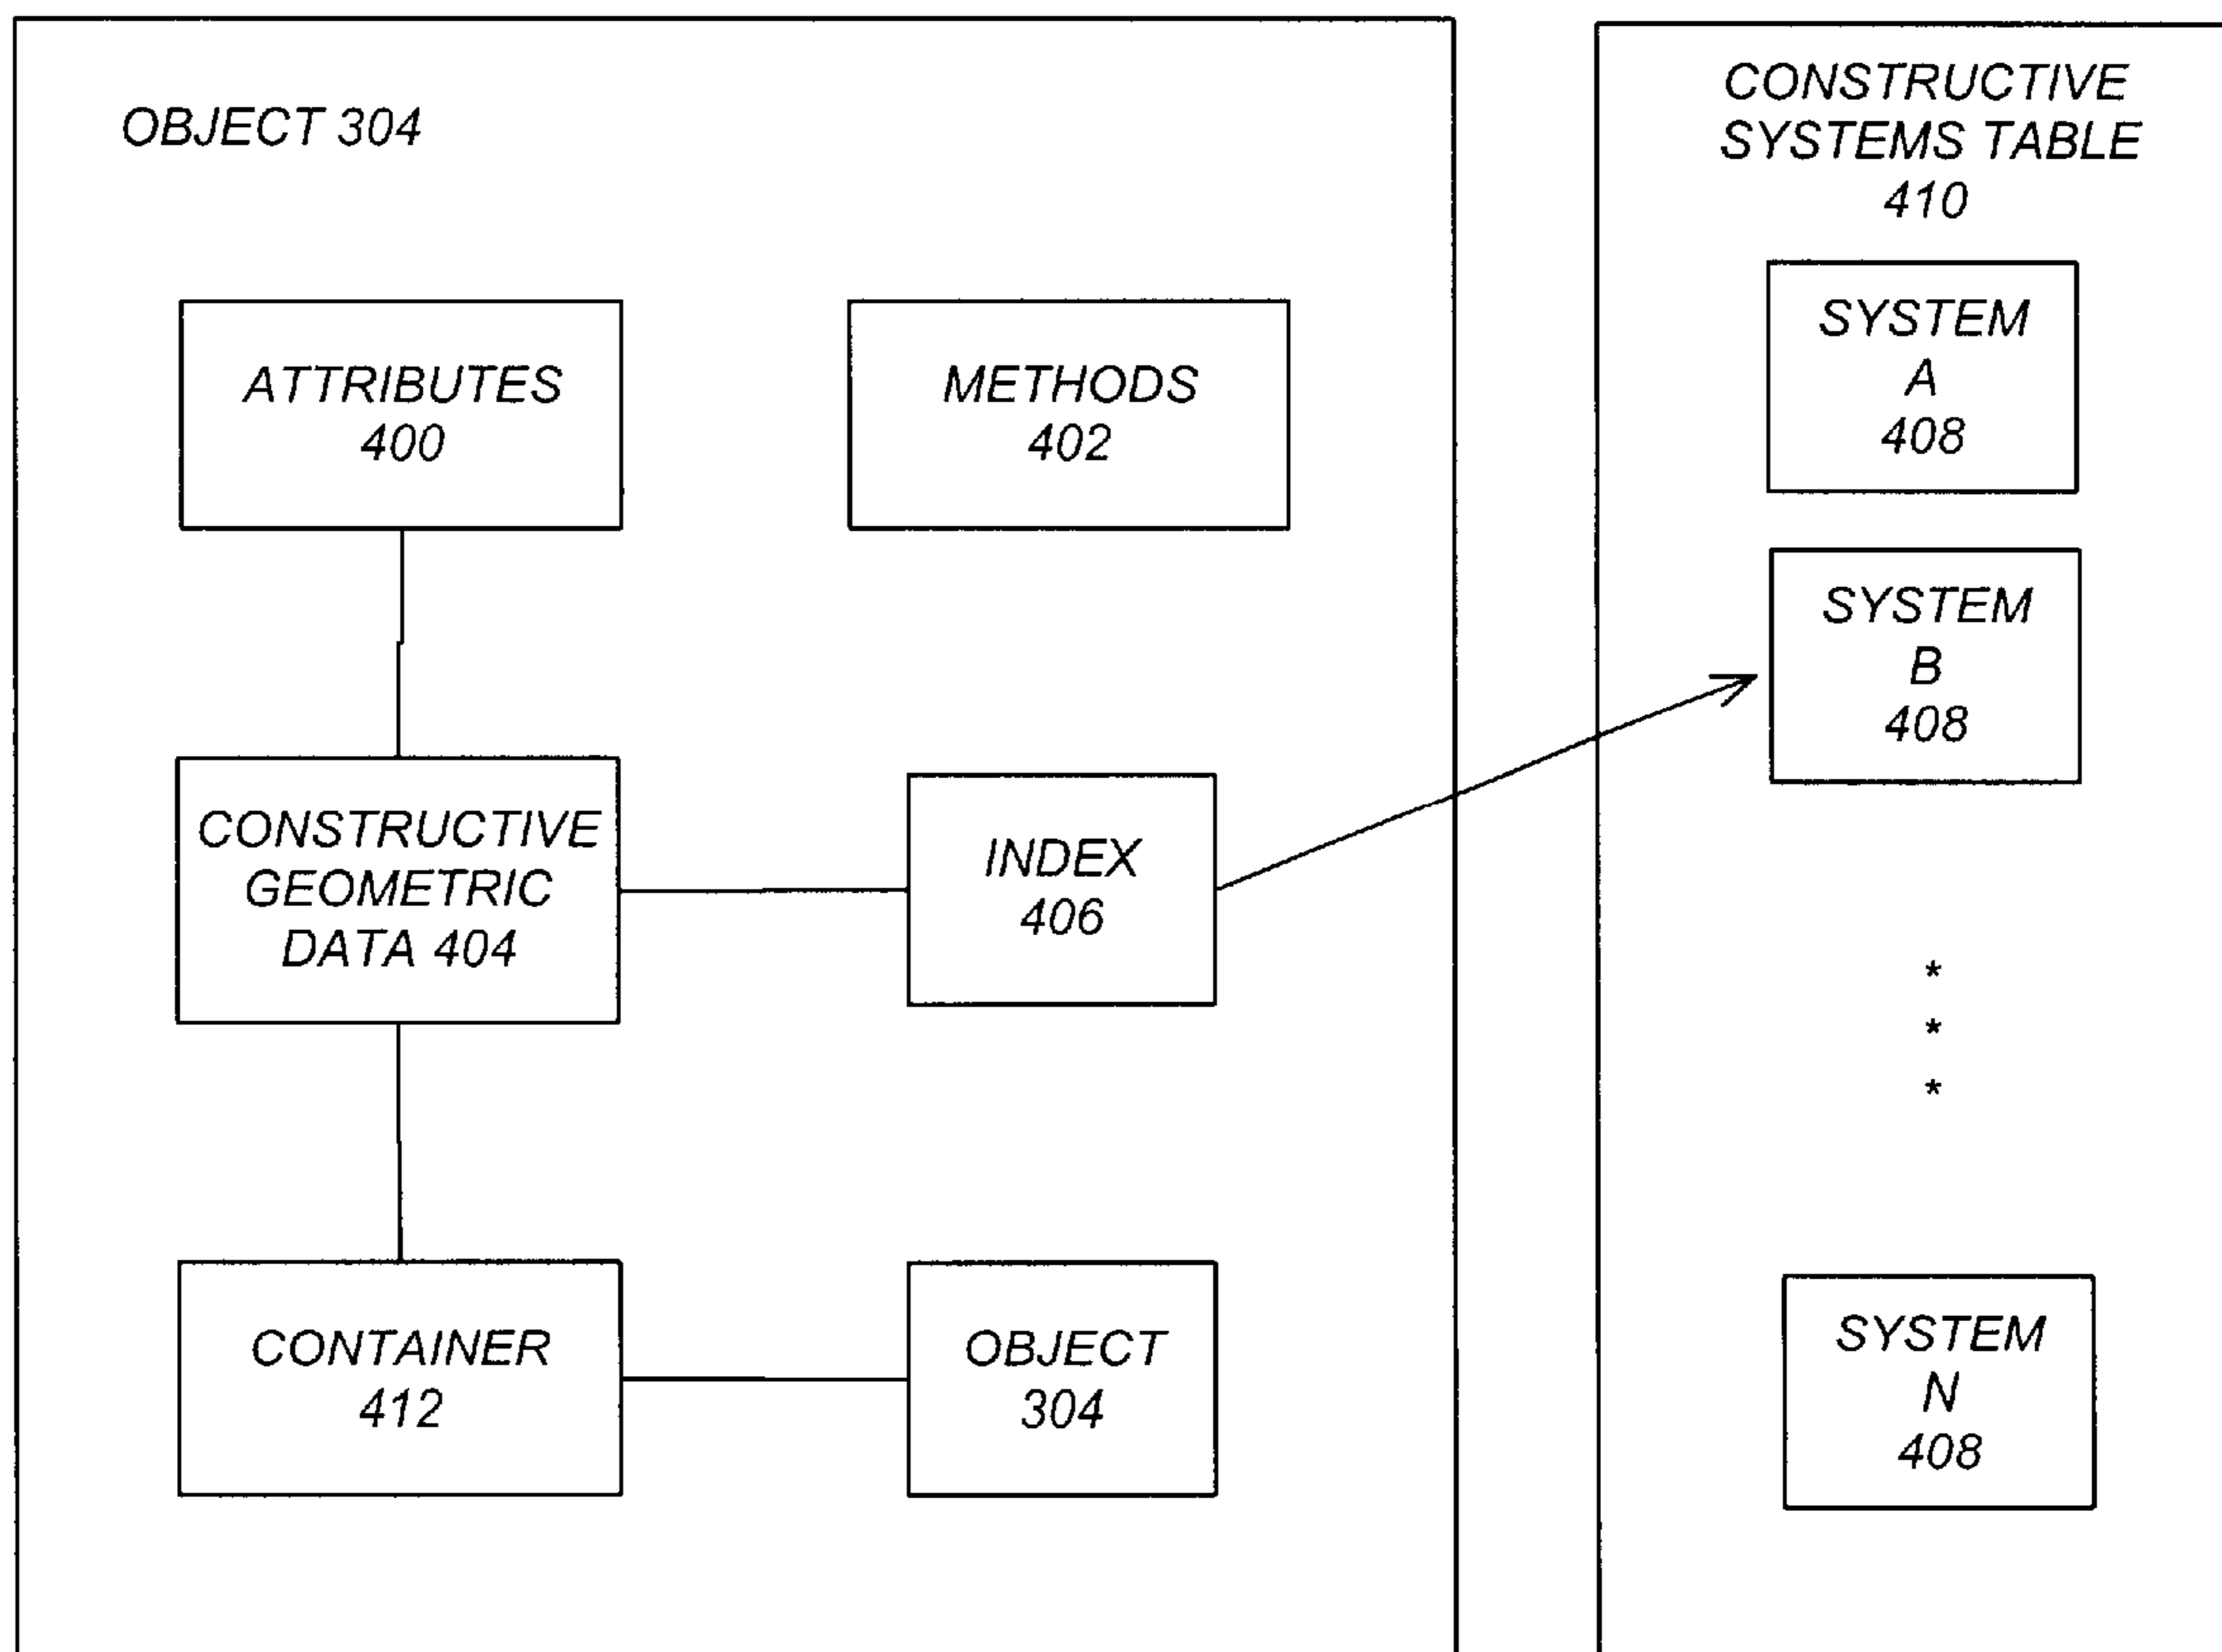 OBJECT 304
ATTRIBUTES
400
METHODS
402
CONSTRUCTIVE
GEOMETRIC
DATA 404
INDEX
406
CONTAINER
412
OBJECT
304
CONSTRUCTIVE
SYSTEMS TABLE
410
SYSTEM
A
408
SYSTEM
B
408
*
*
*
SYSTEM
N
408